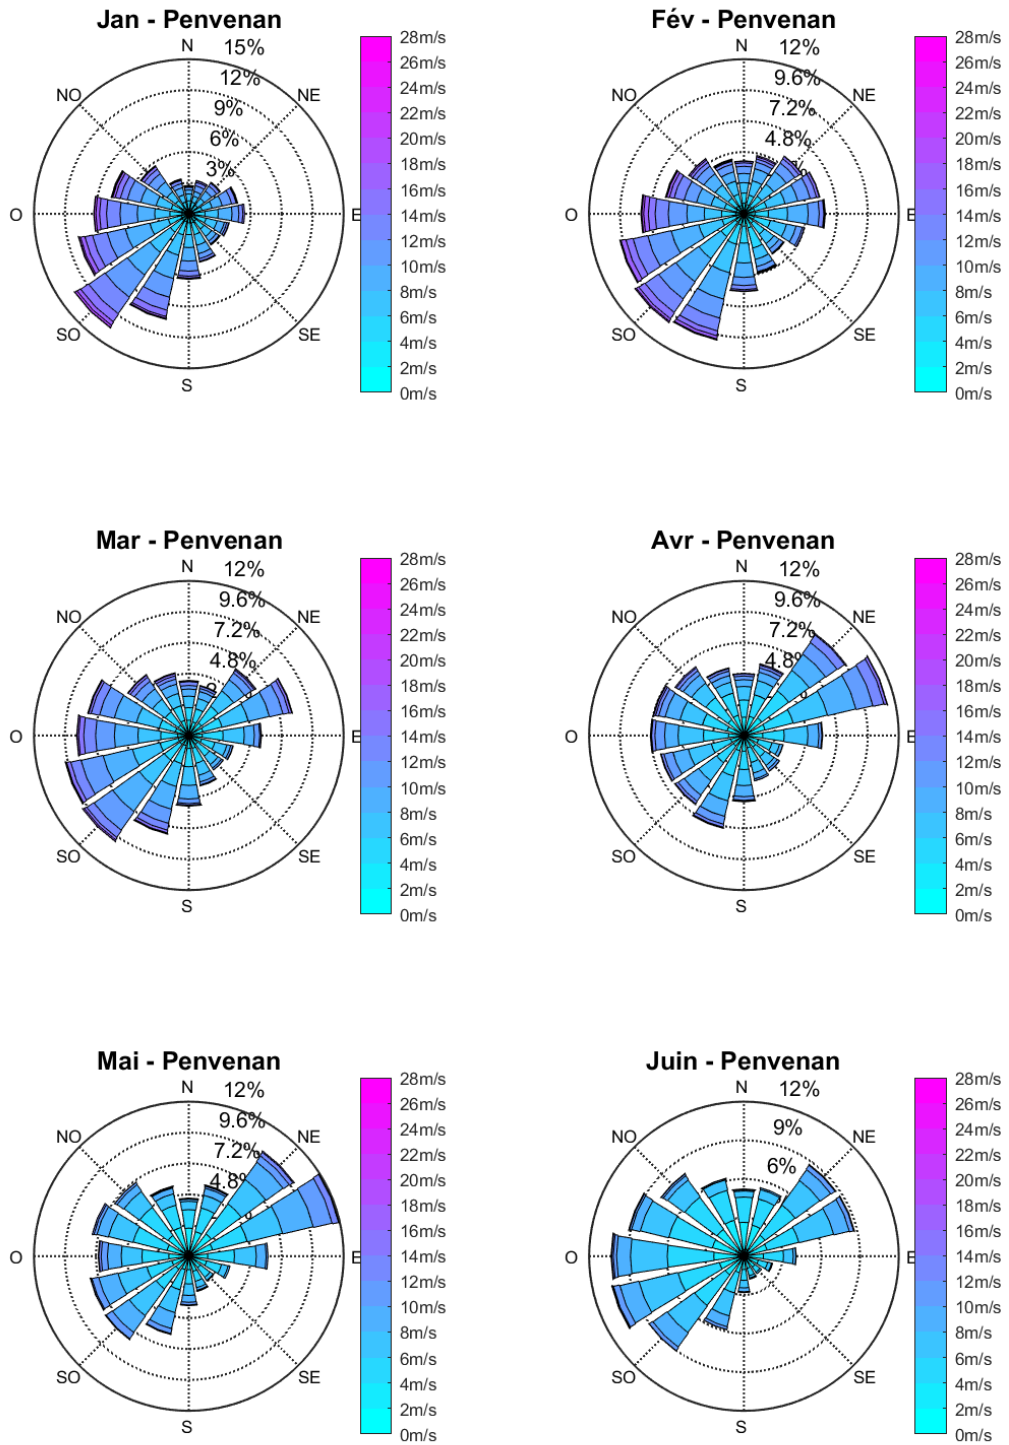 Jan - Penvenan
N
15%
12%
9%
6%
3%
NO
NE
O
E
SO
SE
S
28m/s
26m/s
24m/s
22m/s
20m/s
18m/s
16m/s
14m/s
12m/s
10m/s
8m/s
6m/s
4m/s
2m/s
0m/s
Fév - Penvenan
N
12%
9.6%
7.2%
4.8%
NO
NE
O
E
SO
SE
S
28m/s
26m/s
24m/s
22m/s
20m/s
18m/s
16m/s
14m/s
12m/s
10m/s
8m/s
6m/s
4m/s
2m/s
0m/s
Mar - Penvenan
N
12%
9.6%
7.2%
4.8%
NO
NE
O
E
SO
SE
S
28m/s
26m/s
24m/s
22m/s
20m/s
18m/s
16m/s
14m/s
12m/s
10m/s
8m/s
6m/s
4m/s
2m/s
0m/s
Avr - Penvenan
N
12%
9.6%
7.2%
4.8%
NO
NE
O
E
SO
SE
S
28m/s
26m/s
24m/s
22m/s
20m/s
18m/s
16m/s
14m/s
12m/s
10m/s
8m/s
6m/s
4m/s
2m/s
0m/s
Mai - Penvenan
N
12%
9.6%
7.2%
4.8%
NO
NE
O
E
SO
SE
S
28m/s
26m/s
24m/s
22m/s
20m/s
18m/s
16m/s
14m/s
12m/s
10m/s
8m/s
6m/s
4m/s
2m/s
0m/s
Juin - Penvenan
N
12%
9%
6%
NO
NE
O
E
SO
SE
S
28m/s
26m/s
24m/s
22m/s
20m/s
18m/s
16m/s
14m/s
12m/s
10m/s
8m/s
6m/s
4m/s
2m/s
0m/s